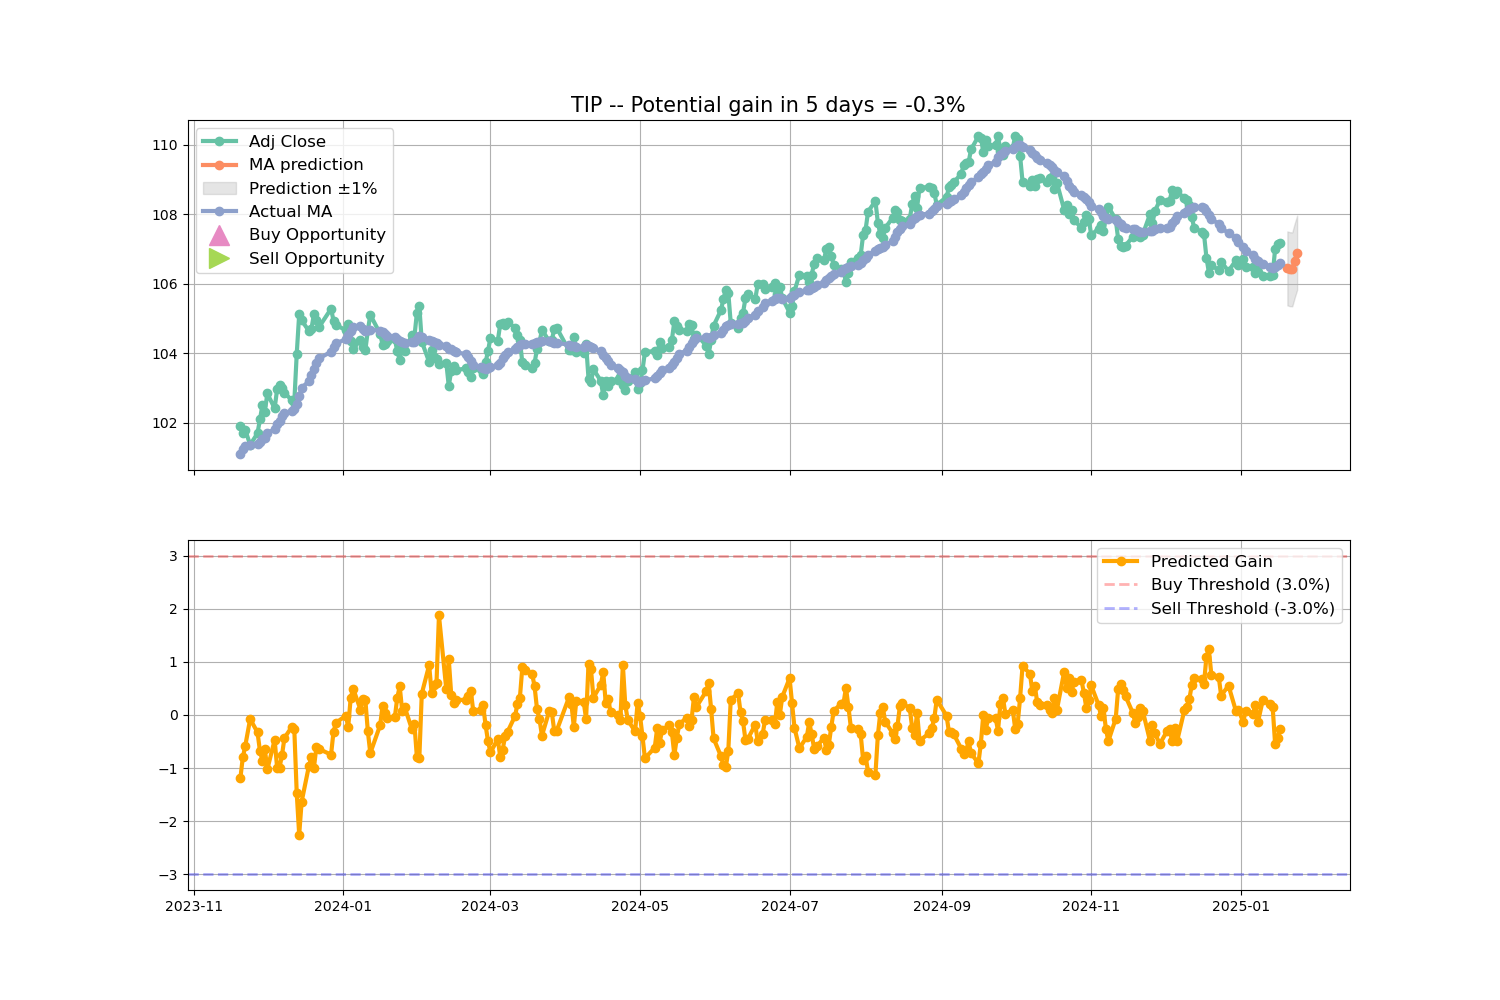 TIP -- Potential gain in 5 days = -0.3%
Adj Close
MA prediction
Prediction ±1%
Actual MA
Buy Opportunity
Sell Opportunity
110
108
106
104
102
Predicted Gain
Buy Threshold (3.0%)
Sell Threshold (-3.0%)
3
2
1
0
−1
−2
−3
2023-11
2024-01
2024-03
2024-05
2024-07
2024-09
2024-11
2025-01